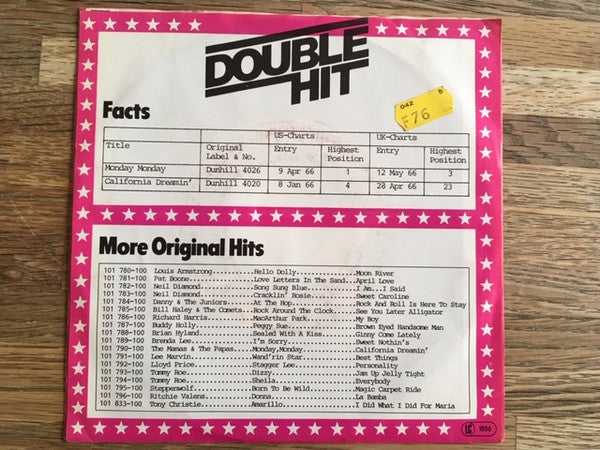 DOUBLE
HIT
042 5
F76
Facts
US-Charts UK-Charts
Title Original Label & No. Entry Highest Position Entry Highest Position
Monday Monday Dunhill 4026 9 Apr 66 1 12 May 66 3
California Dreamin' Dunhill 4020 8 Jan 66 4 28 Apr 66 23
More Original Hits
101 780-100 Louis Armstrong..........Hello Dolly................Moon River
101 781-100 Pat Boone................Love Letters In The Sand...April Love
101 782-100 Neil Diamond.............Song Sung Blue.............I Am...I Said
101 783-100 Neil Diamond.............Cracklin' Rosie............Sweet Caroline
101 784-100 Danny & The Juniors......At The Hop.................Rock And Roll Is Here To Stay
101 785-100 Bill Haley & The Comets..Rock Around The Clock......See You Later Alligator
101 786-100 Richard Harris...........MacArthur Park.............My Boy
101 787-100 Buddy Holly..............Peggy Sue..................Brown Eyed Handsome Man
101 788-100 Brian Hyland.............Sealed With A Kiss.........Ginny Come Lately
101 789-100 Brenda Lee...............I'm Sorry..................Sweet Nothin's
101 790-100 The Mamas & The Papas....Monday,Monday..............California Dreamin'
101 791-100 Lee Marvin...............Wand'rin Star..............Best Things
101 792-100 Lloyd Price..............Stagger Lee................Personality
101 793-100 Tommy Roe................Dizzy......................Jam Up Jelly Tight
101 794-100 Tommy Roe................Sheila.....................Everybody
101 795-100 Steppenwolf..............Born To Be Wild............Magic Carpet Ride
101 796-100 Ritchie Valens...........Donna......................La Bamba
101 833-100 Tony Christie............Amarillo...................I Did What I Did For Maria
LC 1056